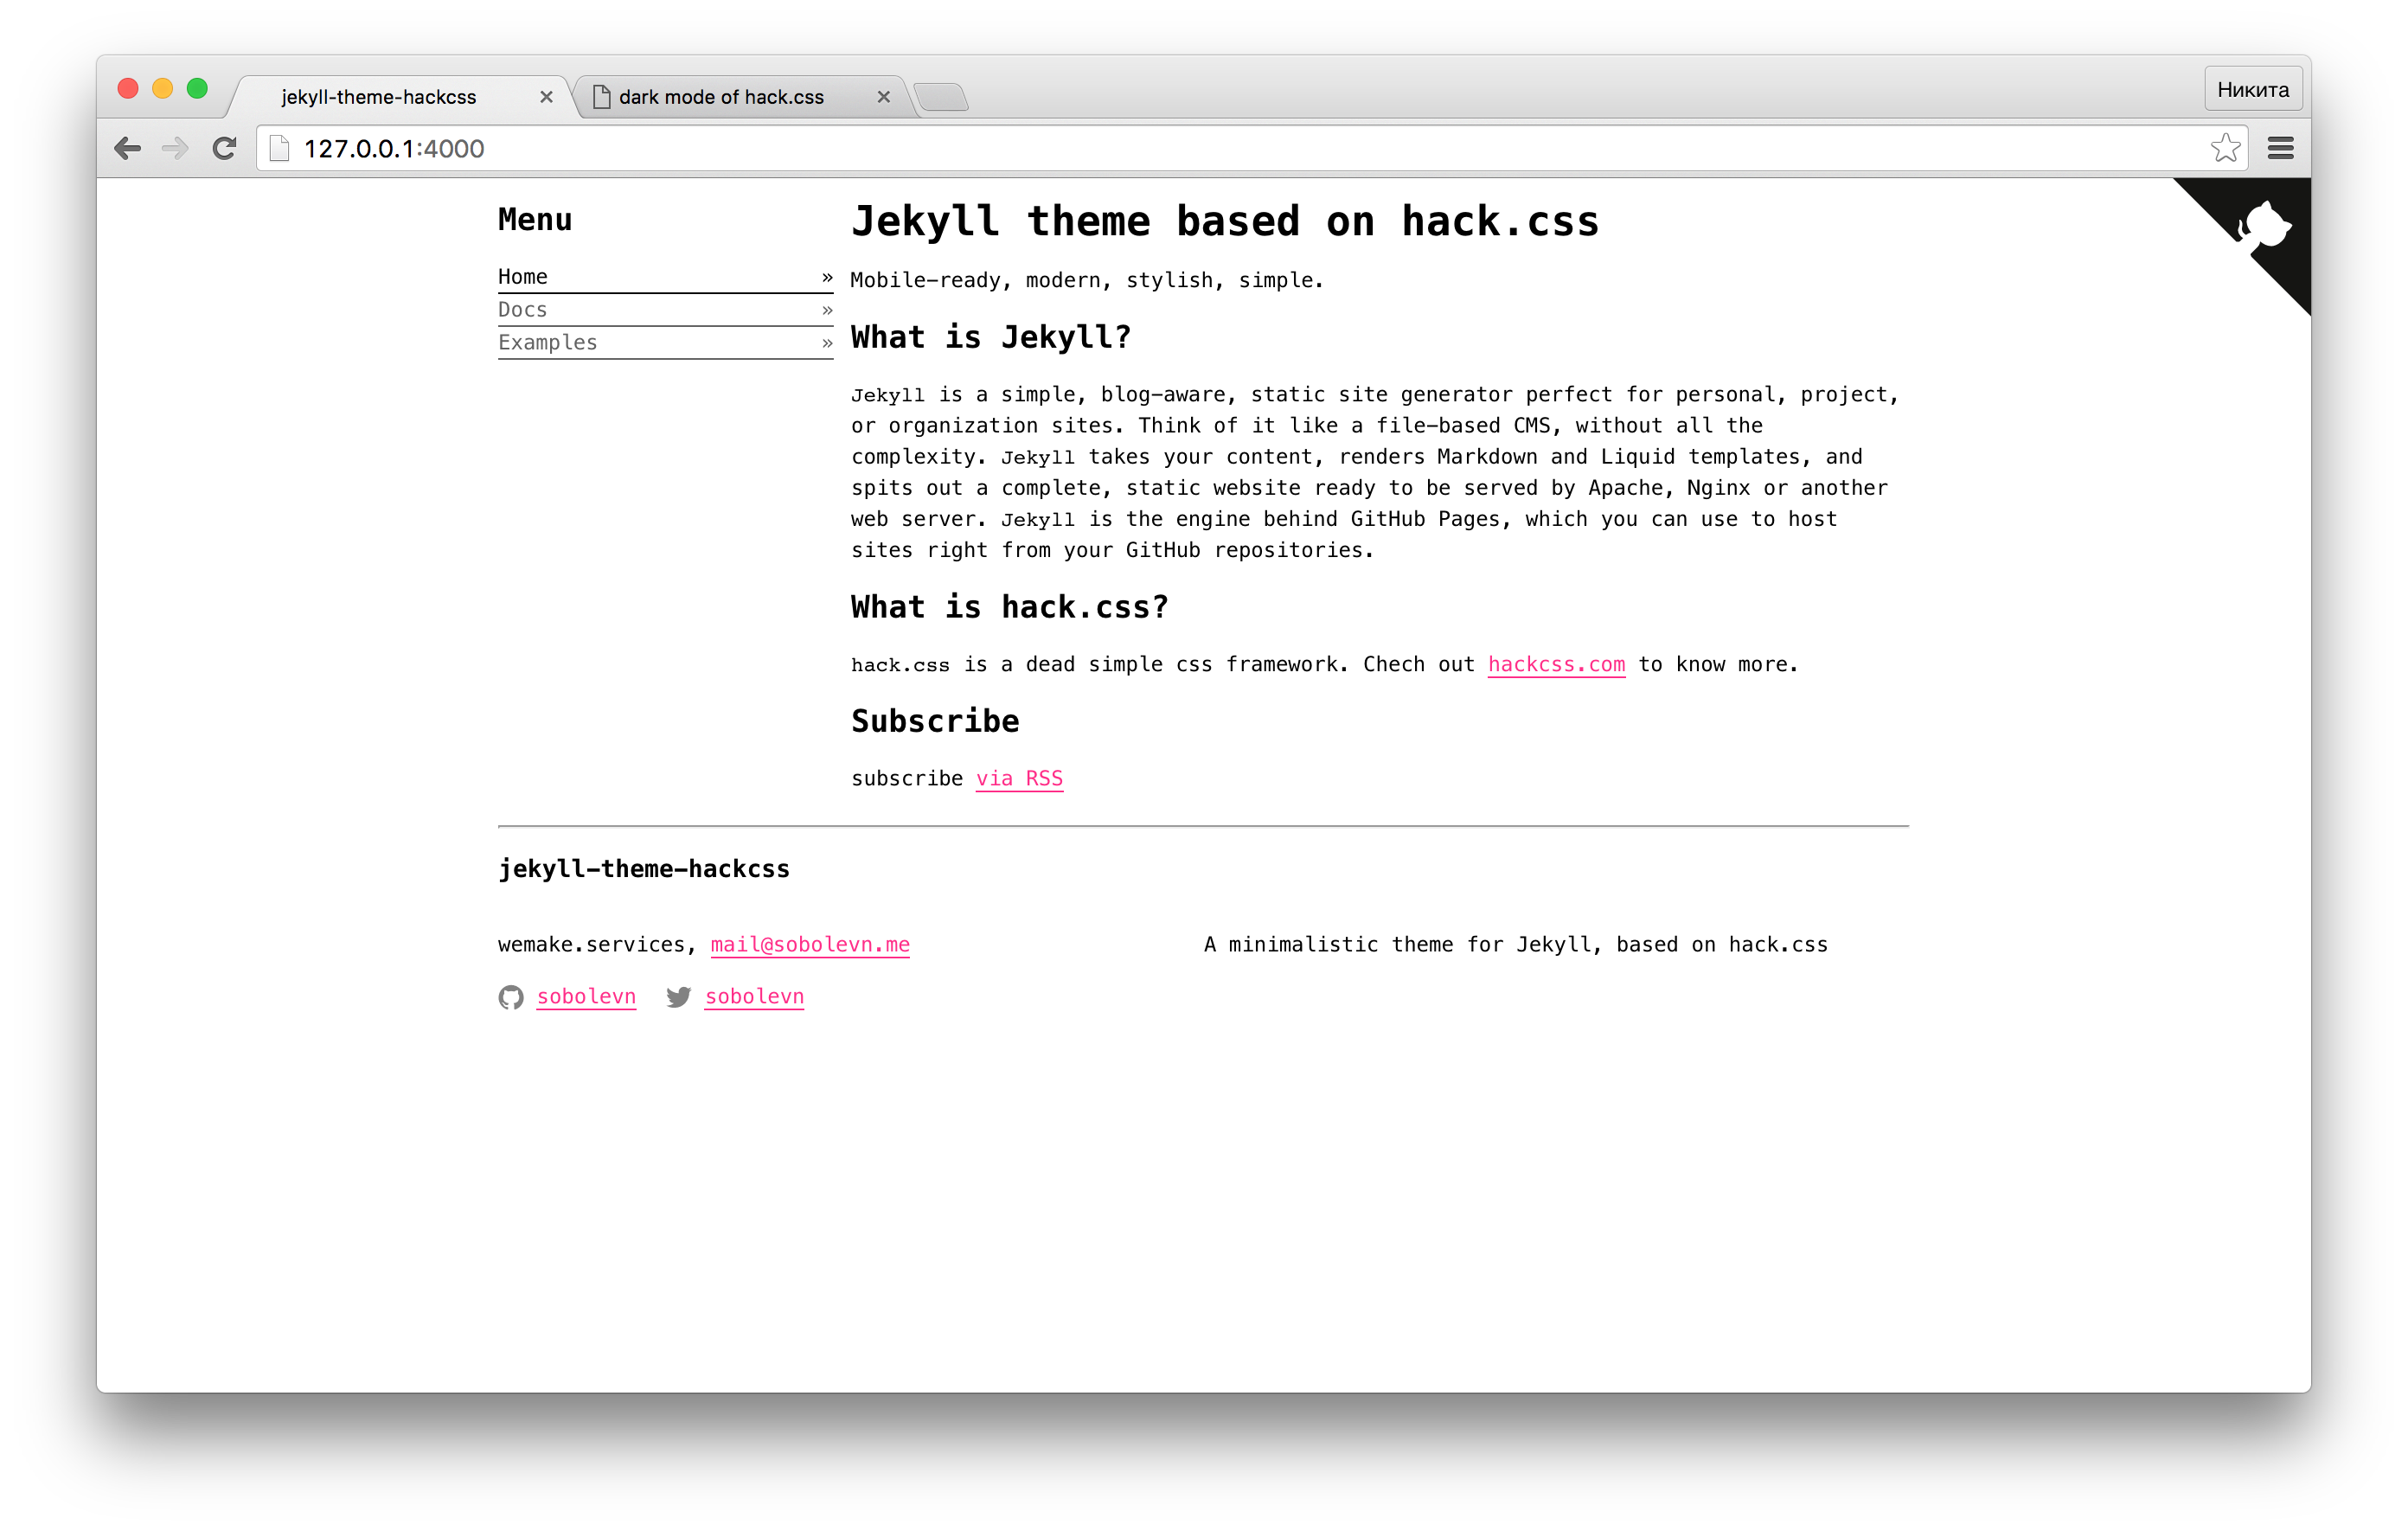 jekyll-theme-hackcss
dark mode of hack.css
Никита
127.0.0.1:4000
Menu
Home »
Docs »
Examples »
Jekyll theme based on hack.css
Mobile-ready, modern, stylish, simple.
What is Jekyll?
Jekyll is a simple, blog-aware, static site generator perfect for personal, project,
or organization sites. Think of it like a file-based CMS, without all the
complexity. Jekyll takes your content, renders Markdown and Liquid templates, and
spits out a complete, static website ready to be served by Apache, Nginx or another
web server. Jekyll is the engine behind GitHub Pages, which you can use to host
sites right from your GitHub repositories.
What is hack.css?
hack.css is a dead simple css framework. Chech out hackcss.com to know more.
Subscribe
subscribe via RSS
jekyll-theme-hackcss
wemake.services, mail@sobolevn.me
sobolevn sobolevn
A minimalistic theme for Jekyll, based on hack.css